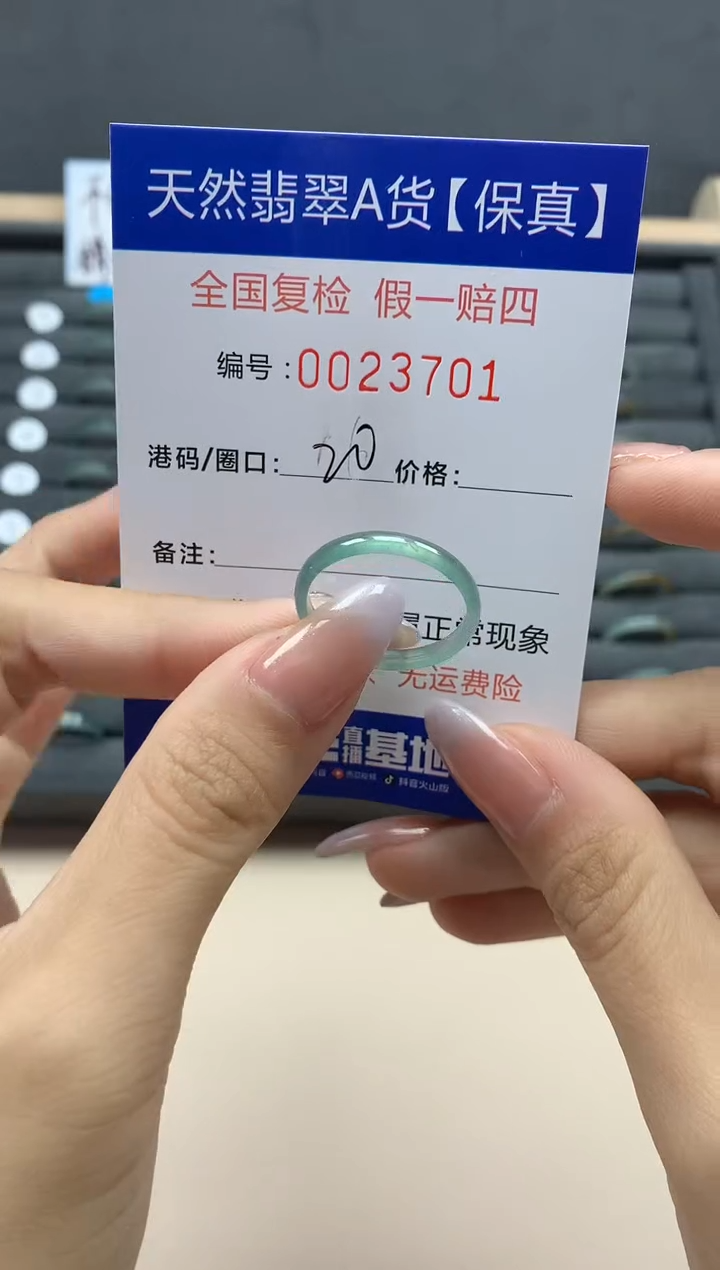 天然翡翠A货【保真】
全国复检 假一赔四
编号：0023701
港码/圈口：20 价格：
备注：
正常现象
无运费险
直播基地
抖音火山版